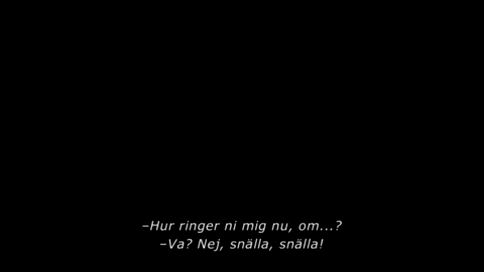 –Hur ringer ni mig nu, om...?
–Va? Nej, snälla, snälla!